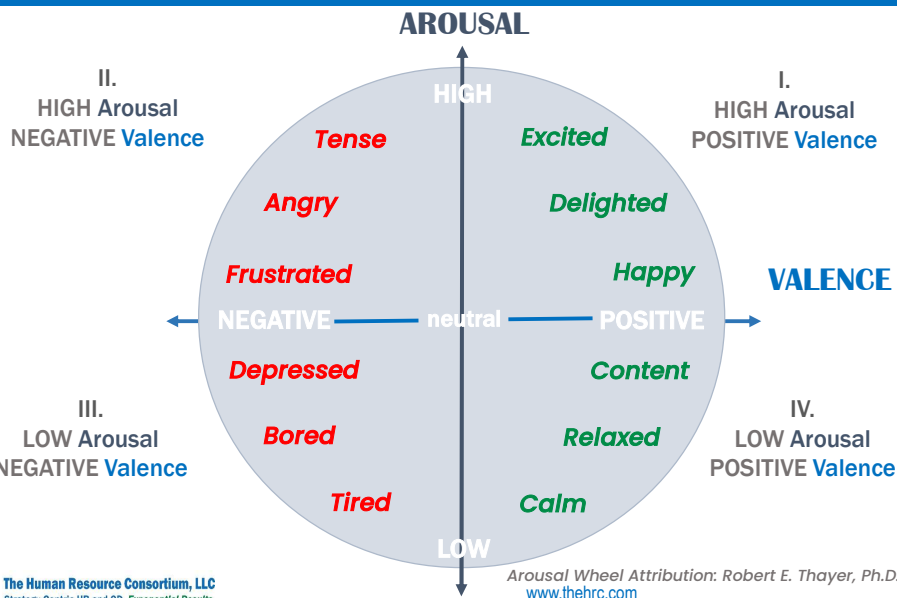 AROUSAL
II.
HIGH Arousal
NEGATIVE Valence
I.
HIGH Arousal
POSITIVE Valence
HIGH
Tense
Excited
Angry
Delighted
Frustrated
Happy
VALENCE
NEGATIVE neutral POSITIVE
Depressed
Content
III.
LOW Arousal
NEGATIVE Valence
IV.
LOW Arousal
POSITIVE Valence
Bored
Relaxed
Tired
Calm
LOW
The Human Resource Consortium, LLC
Arousal Wheel Attribution: Robert E. Thayer, Ph.D.
www.thehrc.com